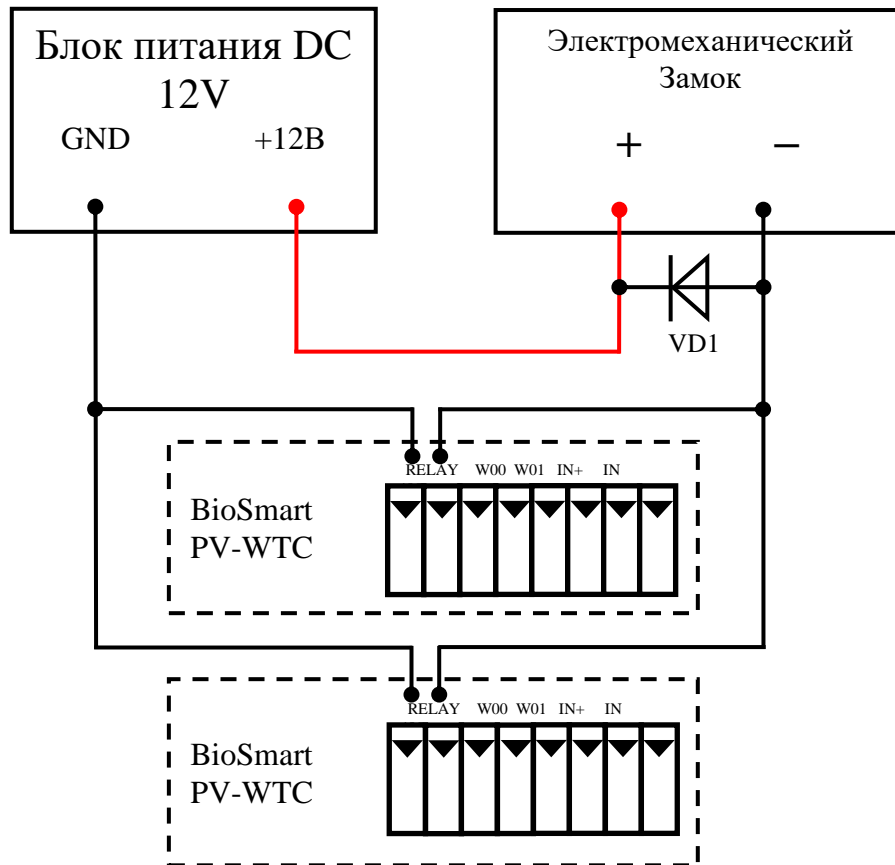 Блок питания DC
12V
GND +12В
Электромеханический
Замок
+ −
VD1
RELAY W00 W01 IN+ IN
BioSmart
PV-WTC
RELAY W00 W01 IN+ IN
BioSmart
PV-WTC